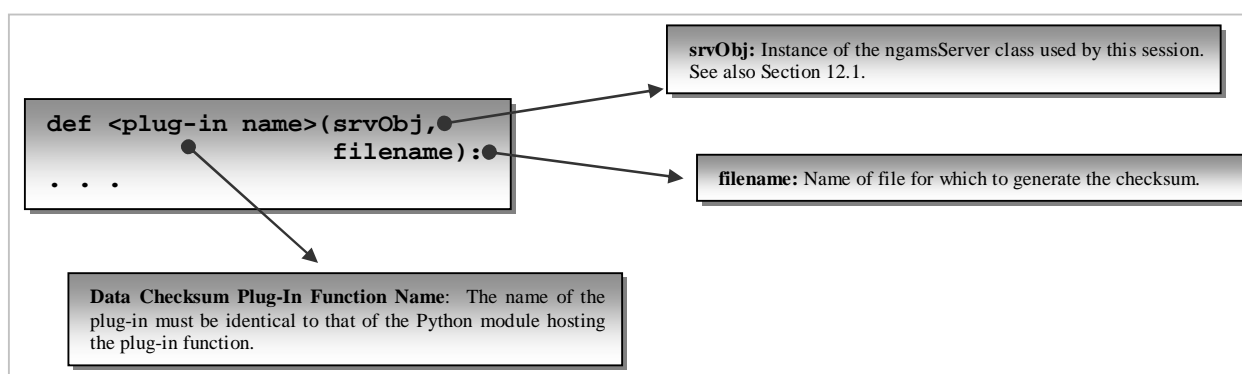 srvObj: Instance of the ngamsServer class used by this session.
See also Section 12.1.
def <plug-in name>(srvObj,
filename):
. . .
filename: Name of file for which to generate the checksum.
Data Checksum Plug-In Function Name: The name of the
plug-in must be identical to that of the Python module hosting
the plug-in function.